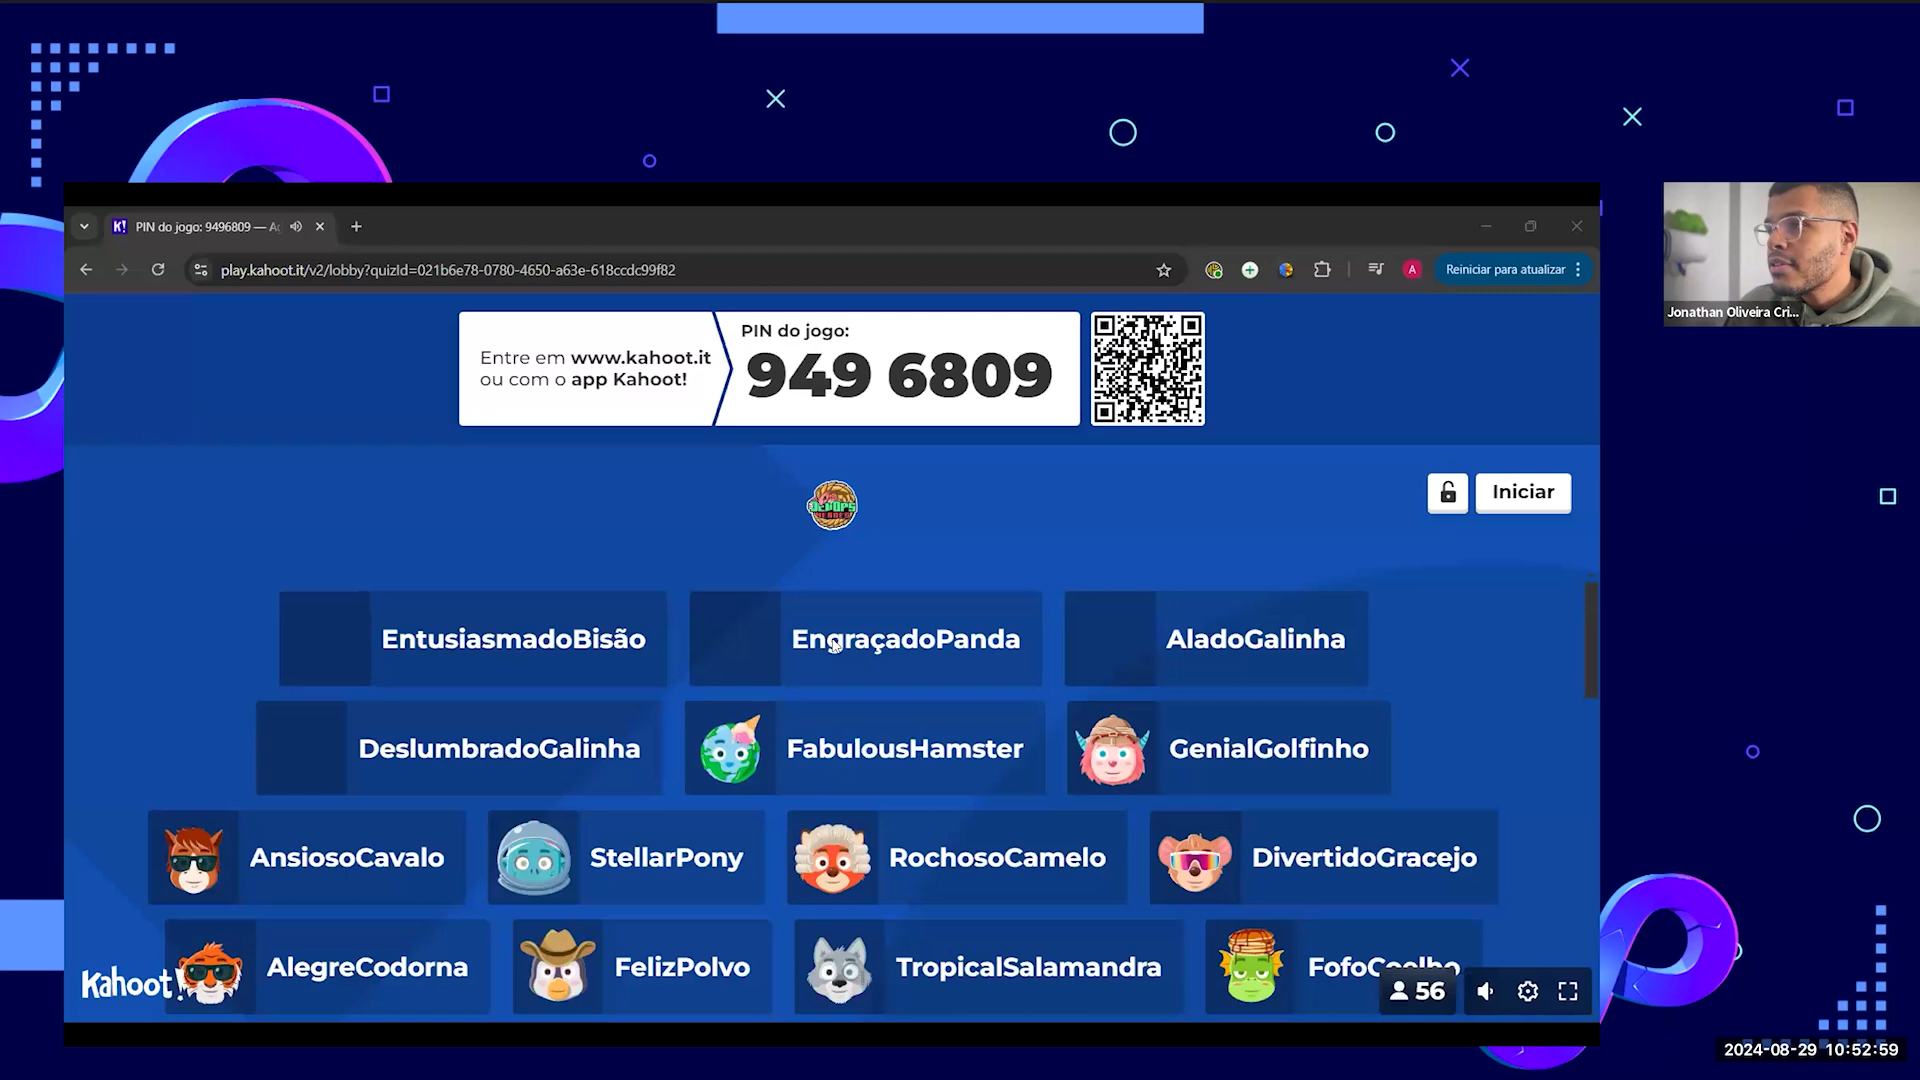 PIN do jogo: 9496809 — A
play.kahoot.it/v2/lobby?quizId=021b6e78-0780-4650-a63e-618ccdc99f82
A
Reiniciar para atualizar
Jonathan Oliveira Cri...
Entre em www.kahoot.it
ou com o app Kahoot!
PIN do jogo:
949 6809
DEVOPS
Iniciar
EntusiasmadoBisão
EngraçadoPanda
AladoGalinha
DeslumbradoGalinha
FabulousHamster
GenialGolfinho
AnsiosoCavalo
StellarPony
RochosoCamelo
DivertidoGracejo
Kahoot!
AlegreCodorna
FelizPolvo
TropicalSalamandra
FofoCoelho
56
2024-08-29 10:52:59